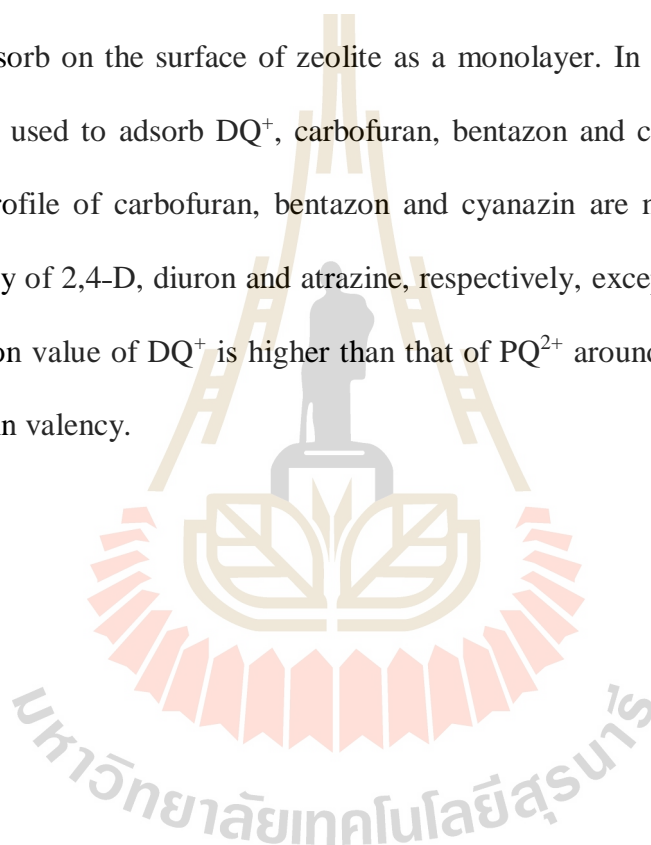 sorb on the surface of zeolite as a monolayer. In
used to adsorb DQ⁺, carbofuran, bentazon and c
rofile of carbofuran, bentazon and cyanazin are
y of 2,4-D, diuron and atrazine, respectively, excep
on value of DQ⁺ is higher than that of PQ²⁺ around
in valency.
มหาวิทยาลัยเทคโนโลยีสุรนารี